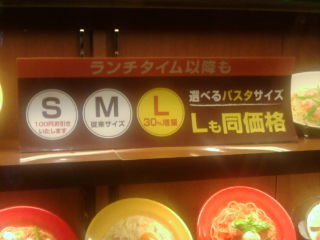 ランチタイム以降も
S
100円お引き
いたします
M
従来サイズ
L
30%増量
選べるパスタサイズ
Lも同価格